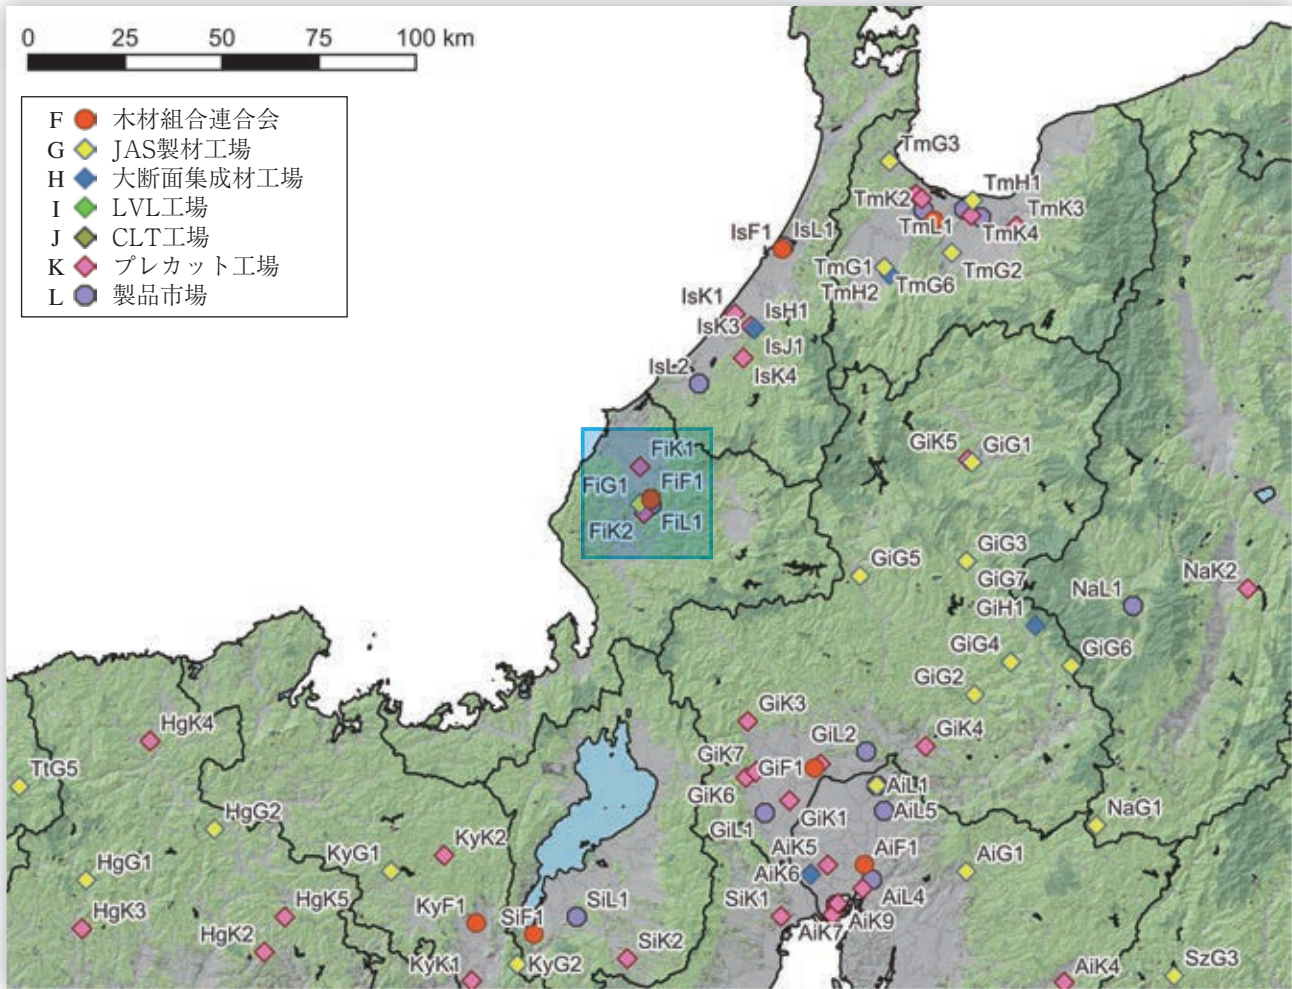 0 25 50 75 100 km
F 木材組合連合会
G JAS製材工場
H 大断面集成材工場
I LVL工場
J CLT工場
K プレカット工場
L 製品市場
TmG3
TmK2
TmH1
TmK3
TmL1
TmK4
IsF1
IsL1
TmG1
TmG2
TmH2
TmG6
IsK1
IsH1
IsK3
IsJ1
IsL2
IsK4
GiK5
GiG1
FiK1
FiG1
FiF1
FiK2
FiL1
GiG5
GiG3
GiG7
GiH1
NaL1
NaK2
GiG4
GiG6
GiG2
GiK3
HgK4
GiL2
GiK4
GiK7
GiF1
TtG5
GiK6
AiL1
GiL1
GiK1
AiL5
NaG1
HgG2
KyK2
KyG1
AiK5
AiF1
AiK6
AiG1
HgG1
AiL4
HgK3
HgK5
KyF1
SiF1
SiL1
SiK1
AiK7
AiK9
HgK2
SiK2
KyK1
KyG2
AiK4
SzG3